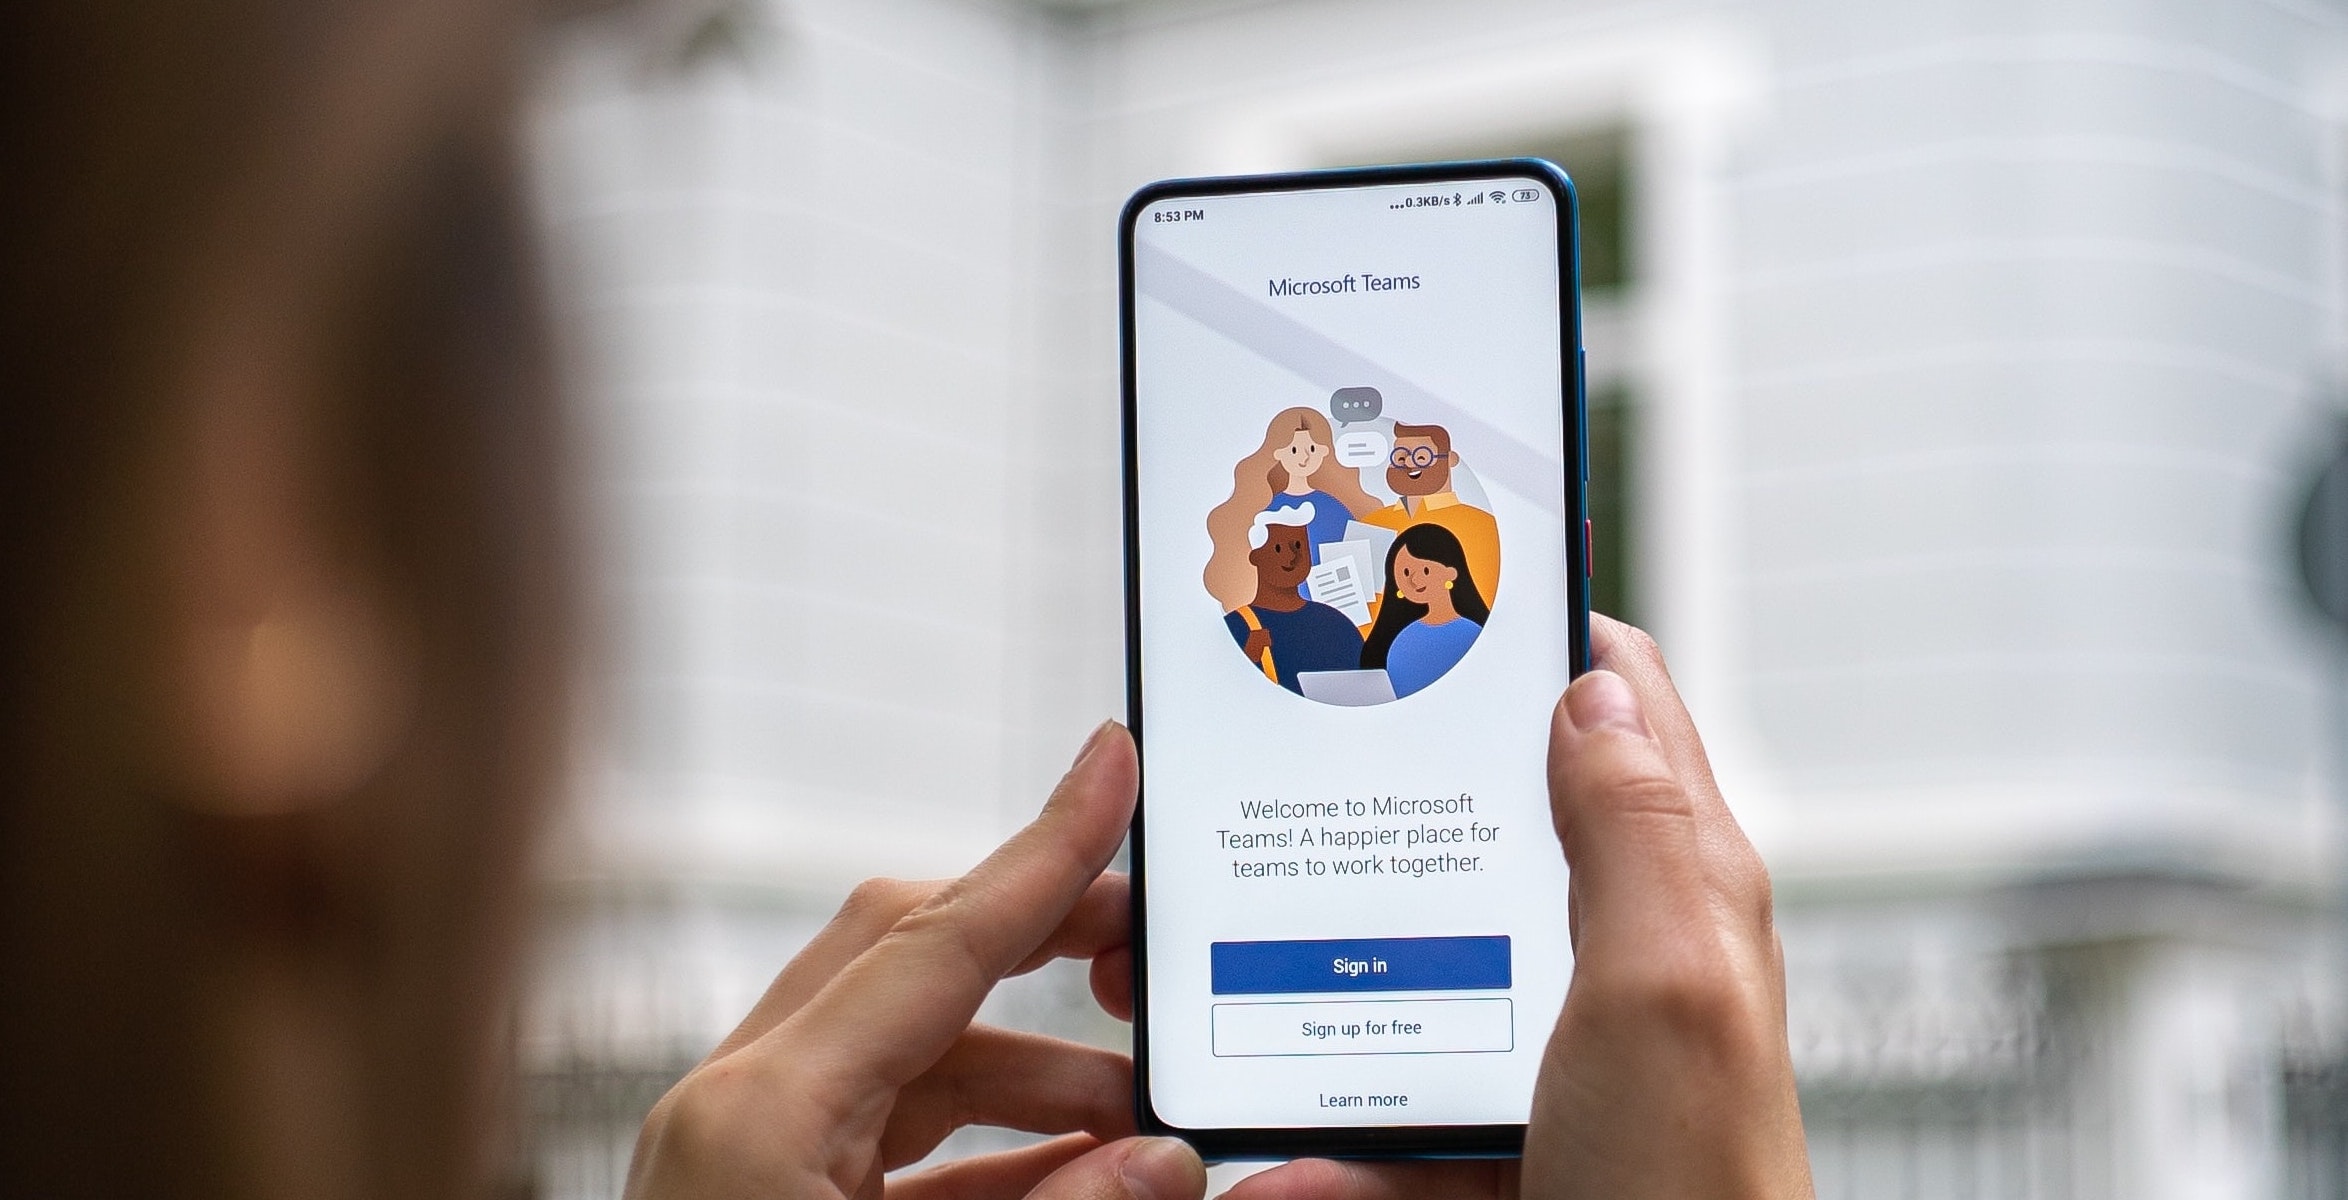 8:53 PM ...0.3KB/s 73
Microsoft Teams
Welcome to Microsoft
Teams! A happier place for
teams to work together.
Sign in
Sign up for free
Learn more